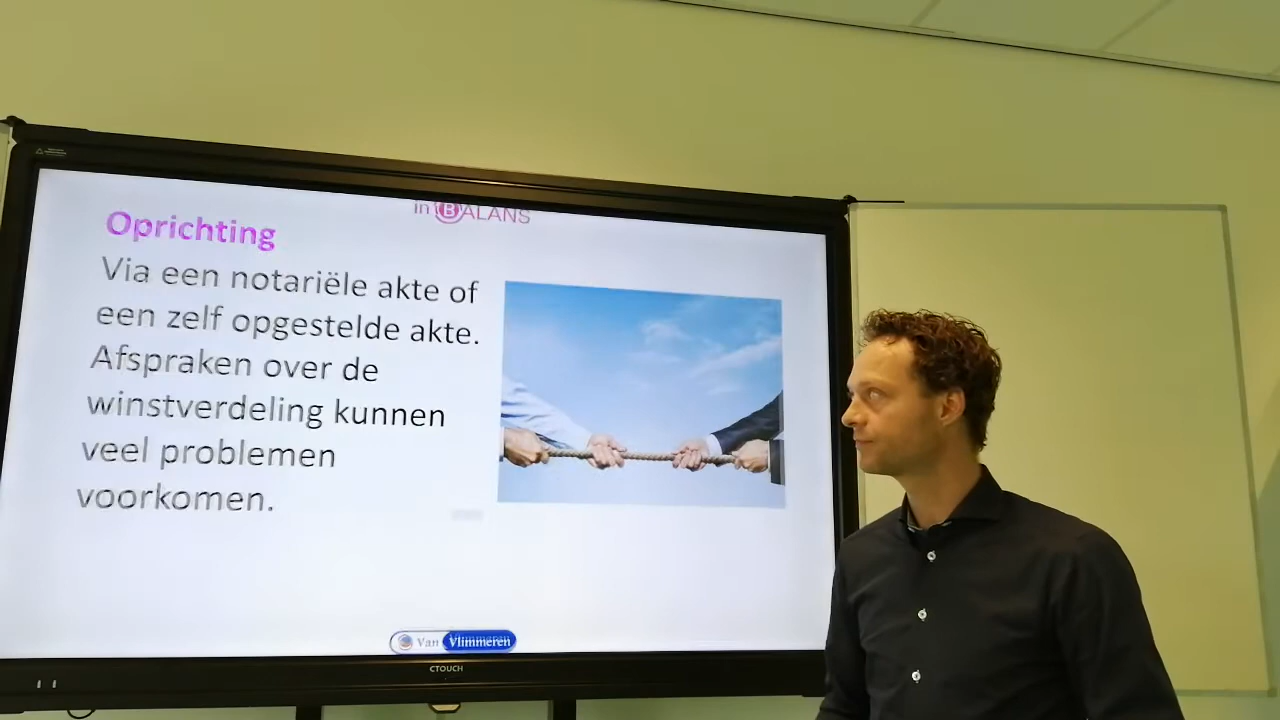 in BALANS
Oprichting
Via een notariële akte of
een zelf opgestelde akte.
Afspraken over de
winstverdeling kunnen
veel problemen
voorkomen.
Van Vlimmeren
CTOUCH